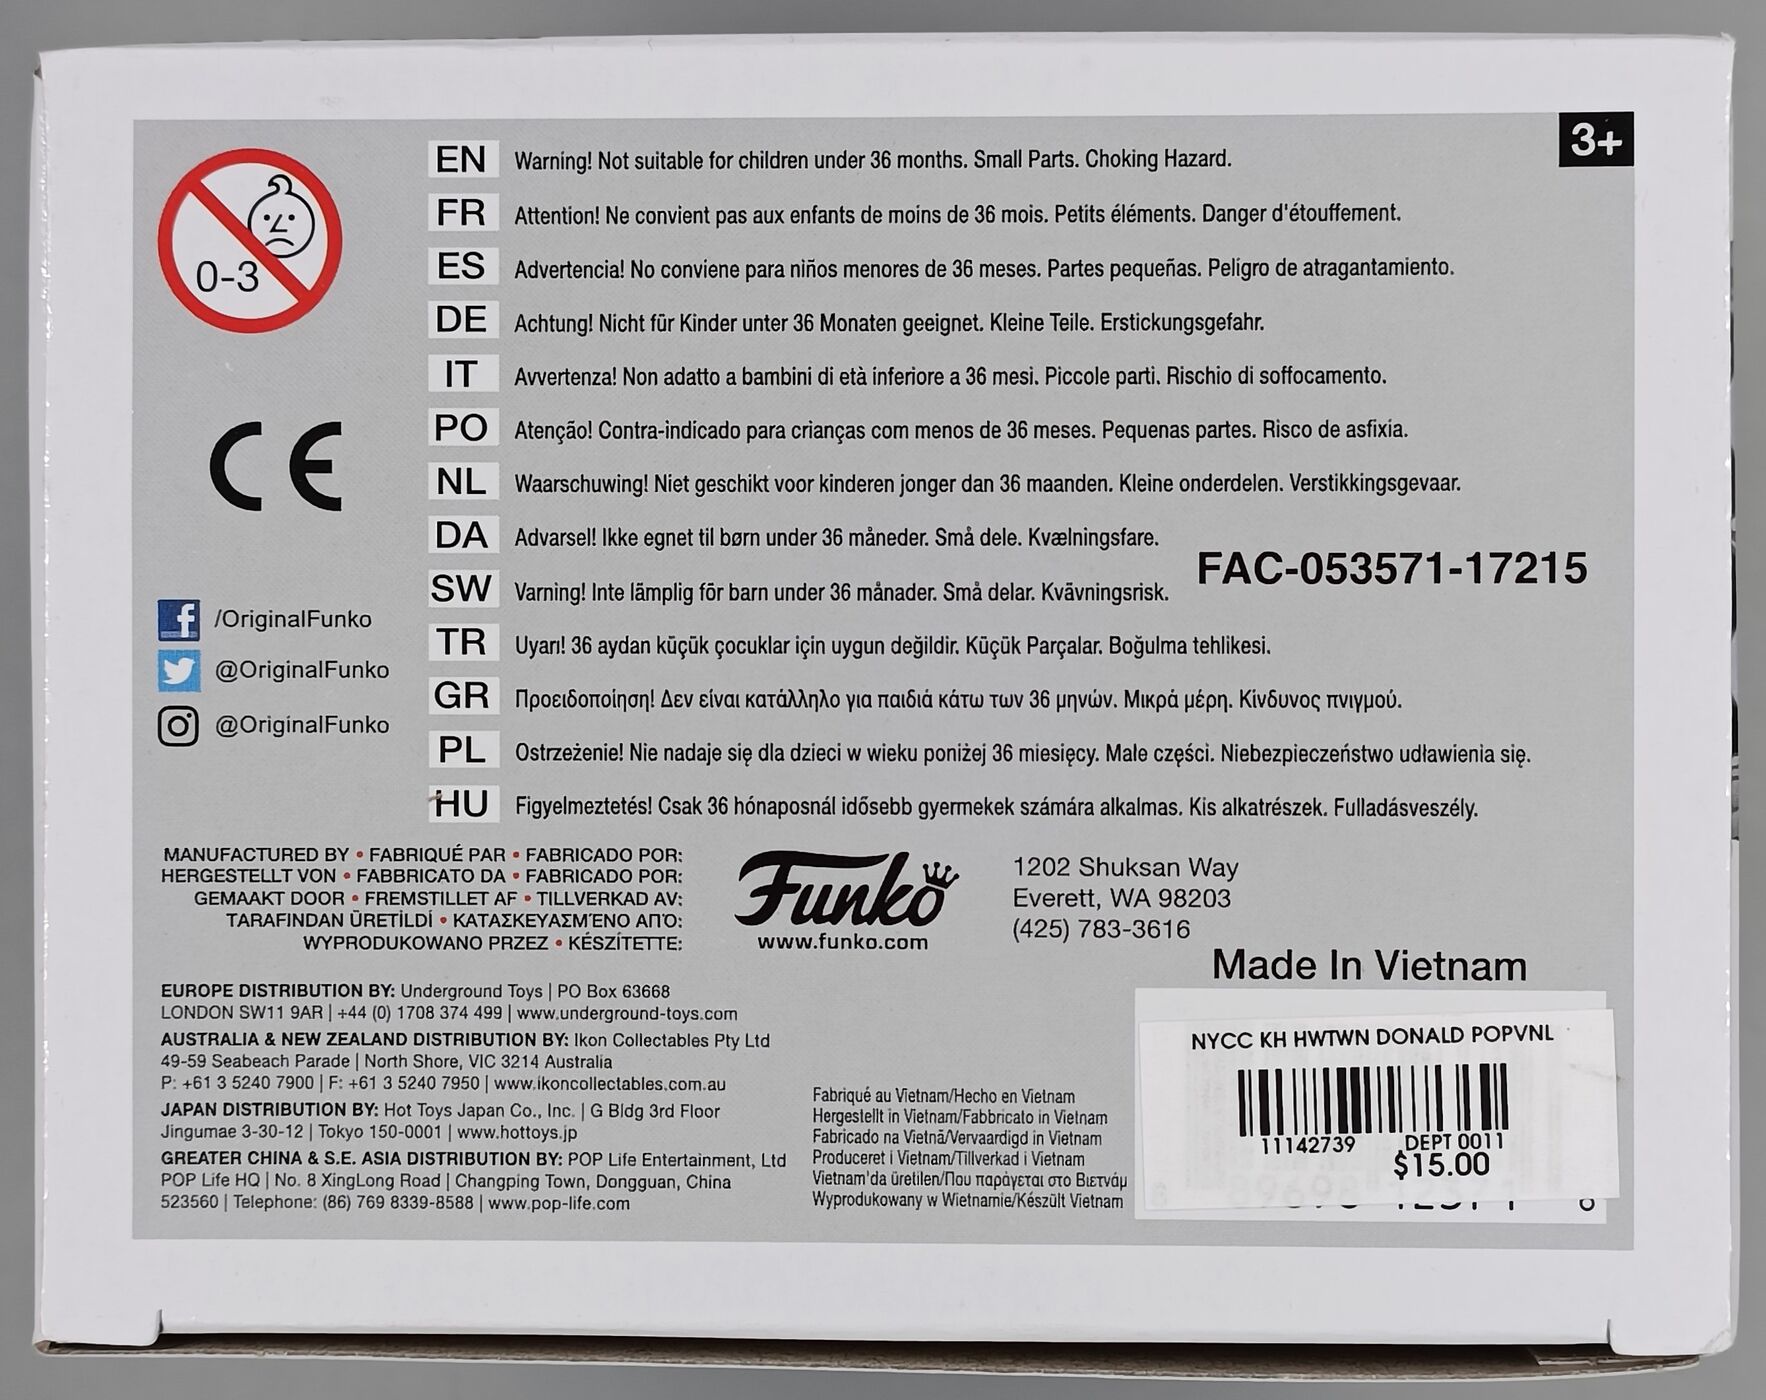 3+
0-3
EN Warning! Not suitable for children under 36 months. Small Parts. Choking Hazard.
FR Attention! Ne convient pas aux enfants de moins de 36 mois. Petits éléments. Danger d'étouffement.
ES Advertencia! No conviene para niños menores de 36 meses. Partes pequeñas. Peligro de atragantamiento.
DE Achtung! Nicht für Kinder unter 36 Monaten geeignet. Kleine Teile. Erstickungsgefahr.
IT Avvertenza! Non adatto a bambini di età inferiore a 36 mesi. Piccole parti. Rischio di soffocamento.
CE
PO Atenção! Contra-indicado para crianças com menos de 36 meses. Pequenas partes. Risco de asfixia.
NL Waarschuwing! Niet geschikt voor kinderen jonger dan 36 maanden. Kleine onderdelen. Verstikkingsgevaar.
DA Advarsel! Ikke egnet til børn under 36 måneder. Små dele. Kvælningsfare.
FAC-053571-17215
SW Varning! Inte lämplig för barn under 36 månader. Små delar. Kvävningsrisk.
TR Uyarı! 36 aydan küçük çocuklar için uygun değildir. Küçük Parçalar. Boğulma tehlikesi.
GR Προειδοποίηση! Δεν είναι κατάλληλο για παιδιά κάτω των 36 μηνών. Μικρά μέρη. Κίνδυνος πνιγμού.
PL Ostrzeżenie! Nie nadaje się dla dzieci w wieku poniżej 36 miesięcy. Małe części. Niebezpieczeństwo udławienia się.
HU Figyelmeztetés! Csak 36 hónaposnál idősebb gyermekek számára alkalmas. Kis alkatrészek. Fulladásveszély.
/OriginalFunko
@OriginalFunko
@OriginalFunko
MANUFACTURED BY • FABRIQUÉ PAR • FABRICADO POR:
HERGESTELLT VON • FABBRICATO DA • FABRICADO POR:
GEMAAKT DOOR • FREMSTILLET AF • TILLVERKAD AV:
TARAFINDAN ÜRETİLDİ • ΚΑΤΑΣΚΕΥΑΣΜΈΝΟ ΑΠΌ:
WYPRODUKOWANO PRZEZ • KÉSZÍTETTE:
Funko
www.funko.com
1202 Shuksan Way
Everett, WA 98203
(425) 783-3616
Made In Vietnam
EUROPE DISTRIBUTION BY: Underground Toys | PO Box 63668
LONDON SW11 9AR | +44 (0) 1708 374 499 | www.underground-toys.com
AUSTRALIA & NEW ZEALAND DISTRIBUTION BY: Ikon Collectables Pty Ltd
49-59 Seabeach Parade | North Shore, VIC 3214 Australia
P: +61 3 5240 7900 | F: +61 3 5240 7950 | www.ikoncollectables.com.au
JAPAN DISTRIBUTION BY: Hot Toys Japan Co., Inc. | G Bldg 3rd Floor
Jingumae 3-30-12 | Tokyo 150-0001 | www.hottoys.jp
GREATER CHINA & S.E. ASIA DISTRIBUTION BY: POP Life Entertainment, Ltd
POP Life HQ | No. 8 XingLong Road | Changping Town, Dongguan, China
523560 | Telephone: (86) 769 8339-8588 | www.pop-life.com
Fabriqué au Vietnam/Hecho en Vietnam
Hergestellt in Vietnam/Fabbricato in Vietnam
Fabricado na Vietnã/Vervaardigd in Vietnam
Produceret i Vietnam/Tillverkad i Vietnam
Vietnam'da üretilen/Που παράγεται στο Βιετνάμ
Wyprodukowany w Wietnamie/Készült Vietnam
NYCC KH HWTWN DONALD POPVNL
11142739 DEPT 0011
$15.00